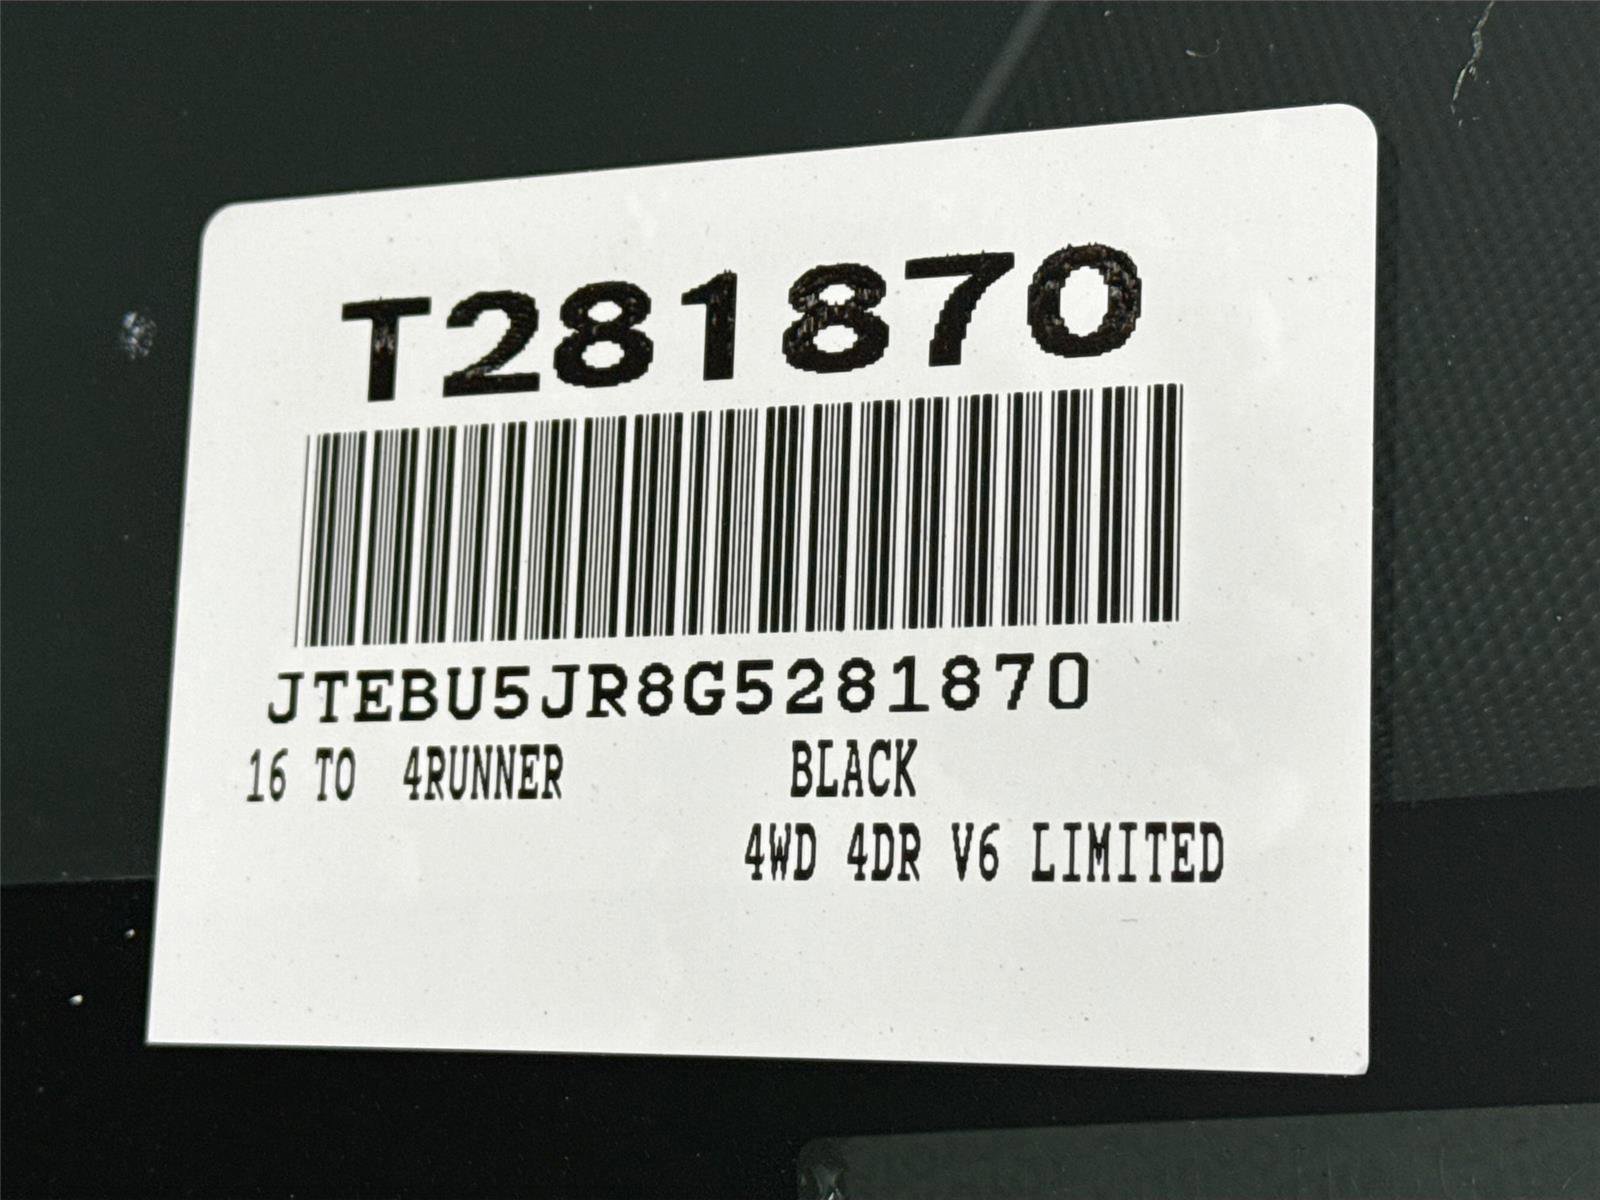 T281870
JTEBU5JR8G5281870
16 TO 4RUNNER BLACK
4WD 4DR V6 LIMITED